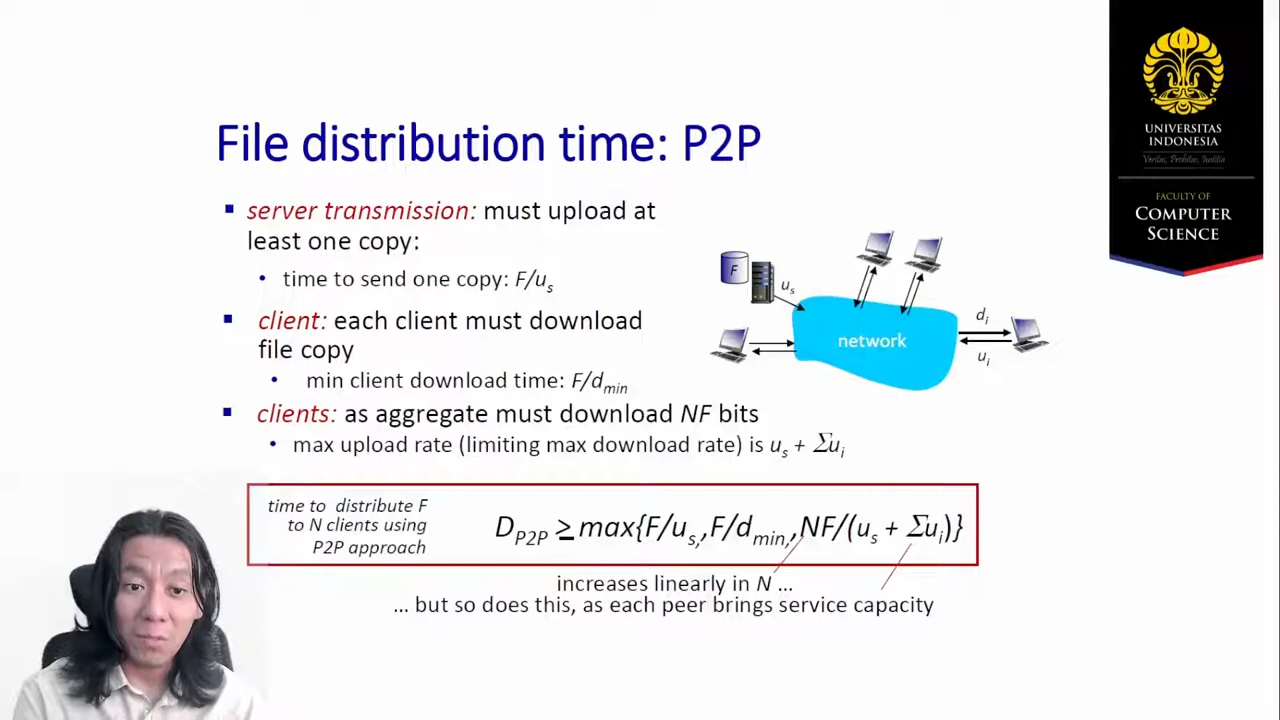 File distribution time: P2P
▪ server transmission: must upload at
least one copy:
• time to send one copy: F/us
▪ client: each client must download
file copy
• min client download time: F/dmin
▪ clients: as aggregate must download NF bits
• max upload rate (limiting max download rate) is us + Σui
F
us
network
di
ui
time to distribute F
to N clients using
P2P approach
DP2P ≥ max{F/us,,F/dmin,,NF/(us + Σui)}
increases linearly in N …
… but so does this, as each peer brings service capacity
UNIVERSITAS
INDONESIA
Veritas, Probitas, Iustitia
FACULTY OF
COMPUTER
SCIENCE